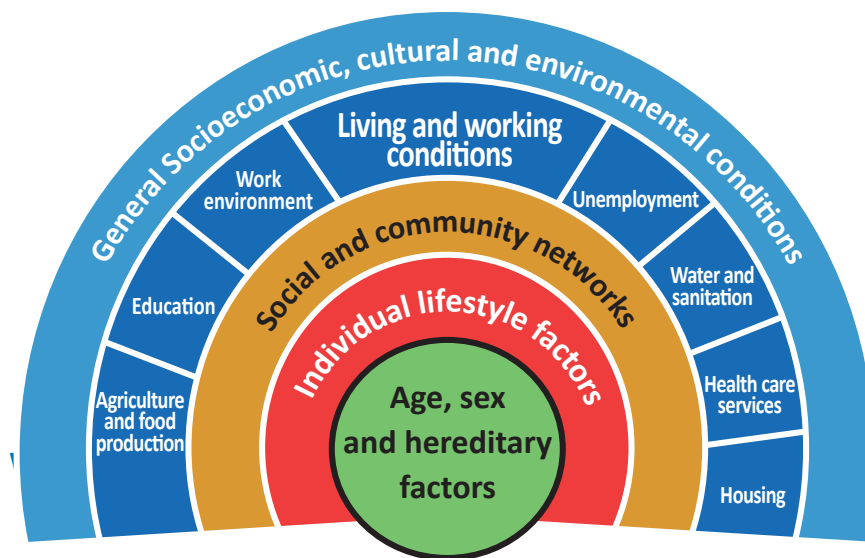 General Socioeconomic, cultural and environmental conditions
Living and working
conditions
Work
environment
Unemployment
Education
Water and
sanitation
Agriculture
and food
production
Health care
services
Housing
Social and community networks
Individual lifestyle factors
Age, sex
and hereditary
factors